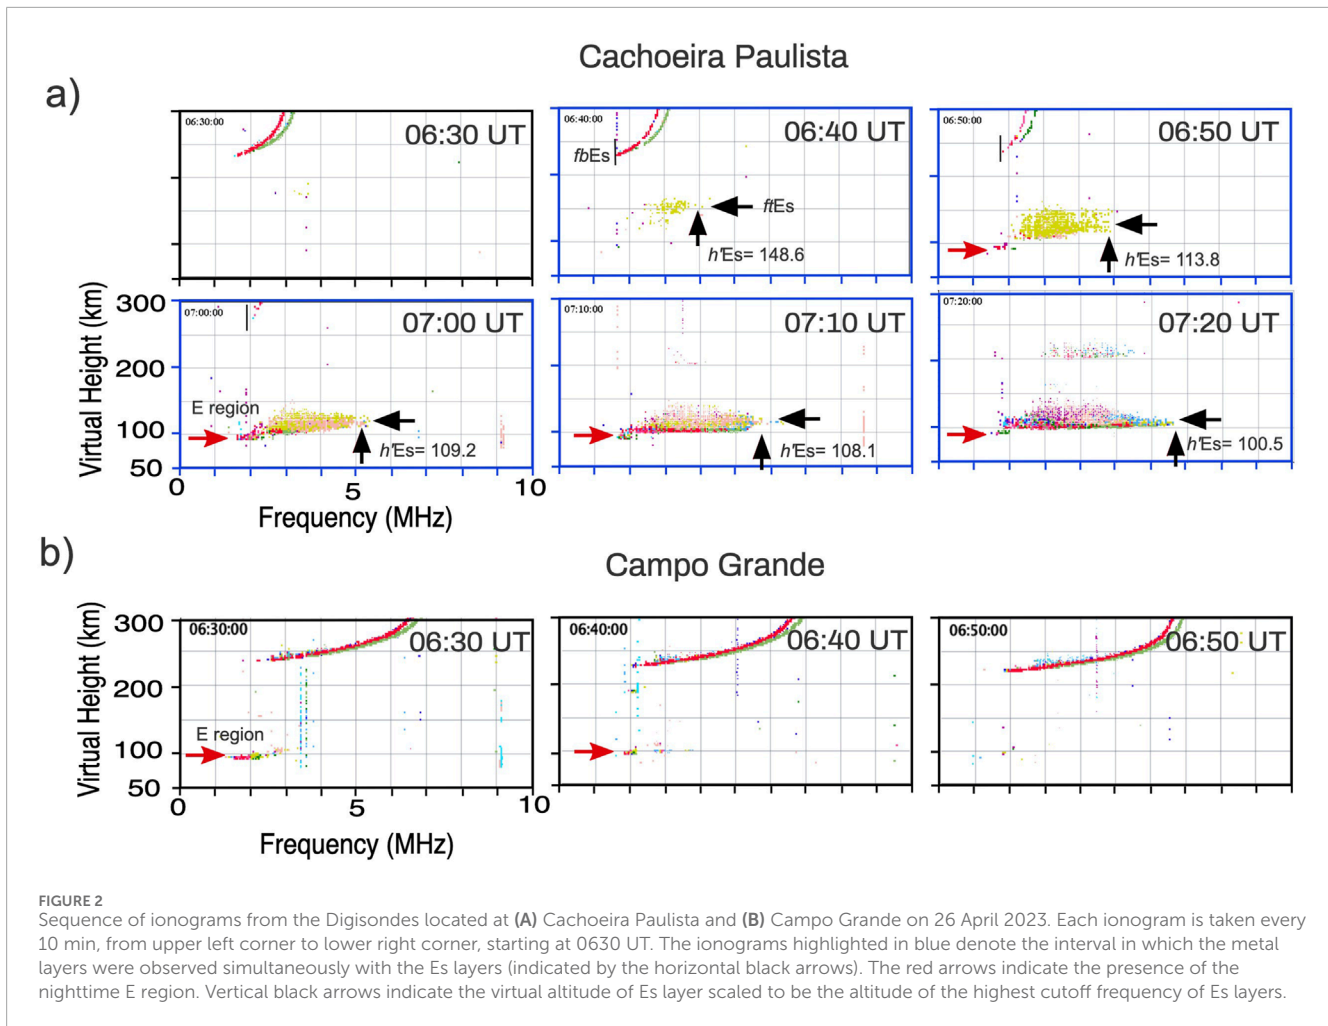 Cachoeira Paulista
a)
06:30:00
06:30 UT
06:40:00
06:40 UT
fbEs
ftEs
h'Es= 148.6
06:50:00
06:50 UT
h'Es= 113.8
Virtual Height (km)
300
200
100
50
07:00:00
07:00 UT
E region
h'Es= 109.2
0
5
10
Frequency (MHz)
07:10:00
07:10 UT
h'Es= 108.1
07:20:00
07:20 UT
h'Es= 100.5
b)
Campo Grande
Virtual Height (km)
300
200
100
50
06:30:00
06:30 UT
E region
0
5
10
Frequency (MHz)
06:40:00
06:40 UT
06:50:00
06:50 UT
FIGURE 2
Sequence of ionograms from the Digisondes located at (A) Cachoeira Paulista and (B) Campo Grande on 26 April 2023. Each ionogram is taken every
10 min, from upper left corner to lower right corner, starting at 0630 UT. The ionograms highlighted in blue denote the interval in which the metal
layers were observed simultaneously with the Es layers (indicated by the horizontal black arrows). The red arrows indicate the presence of the
nighttime E region. Vertical black arrows indicate the virtual altitude of Es layer scaled to be the altitude of the highest cutoff frequency of Es layers.